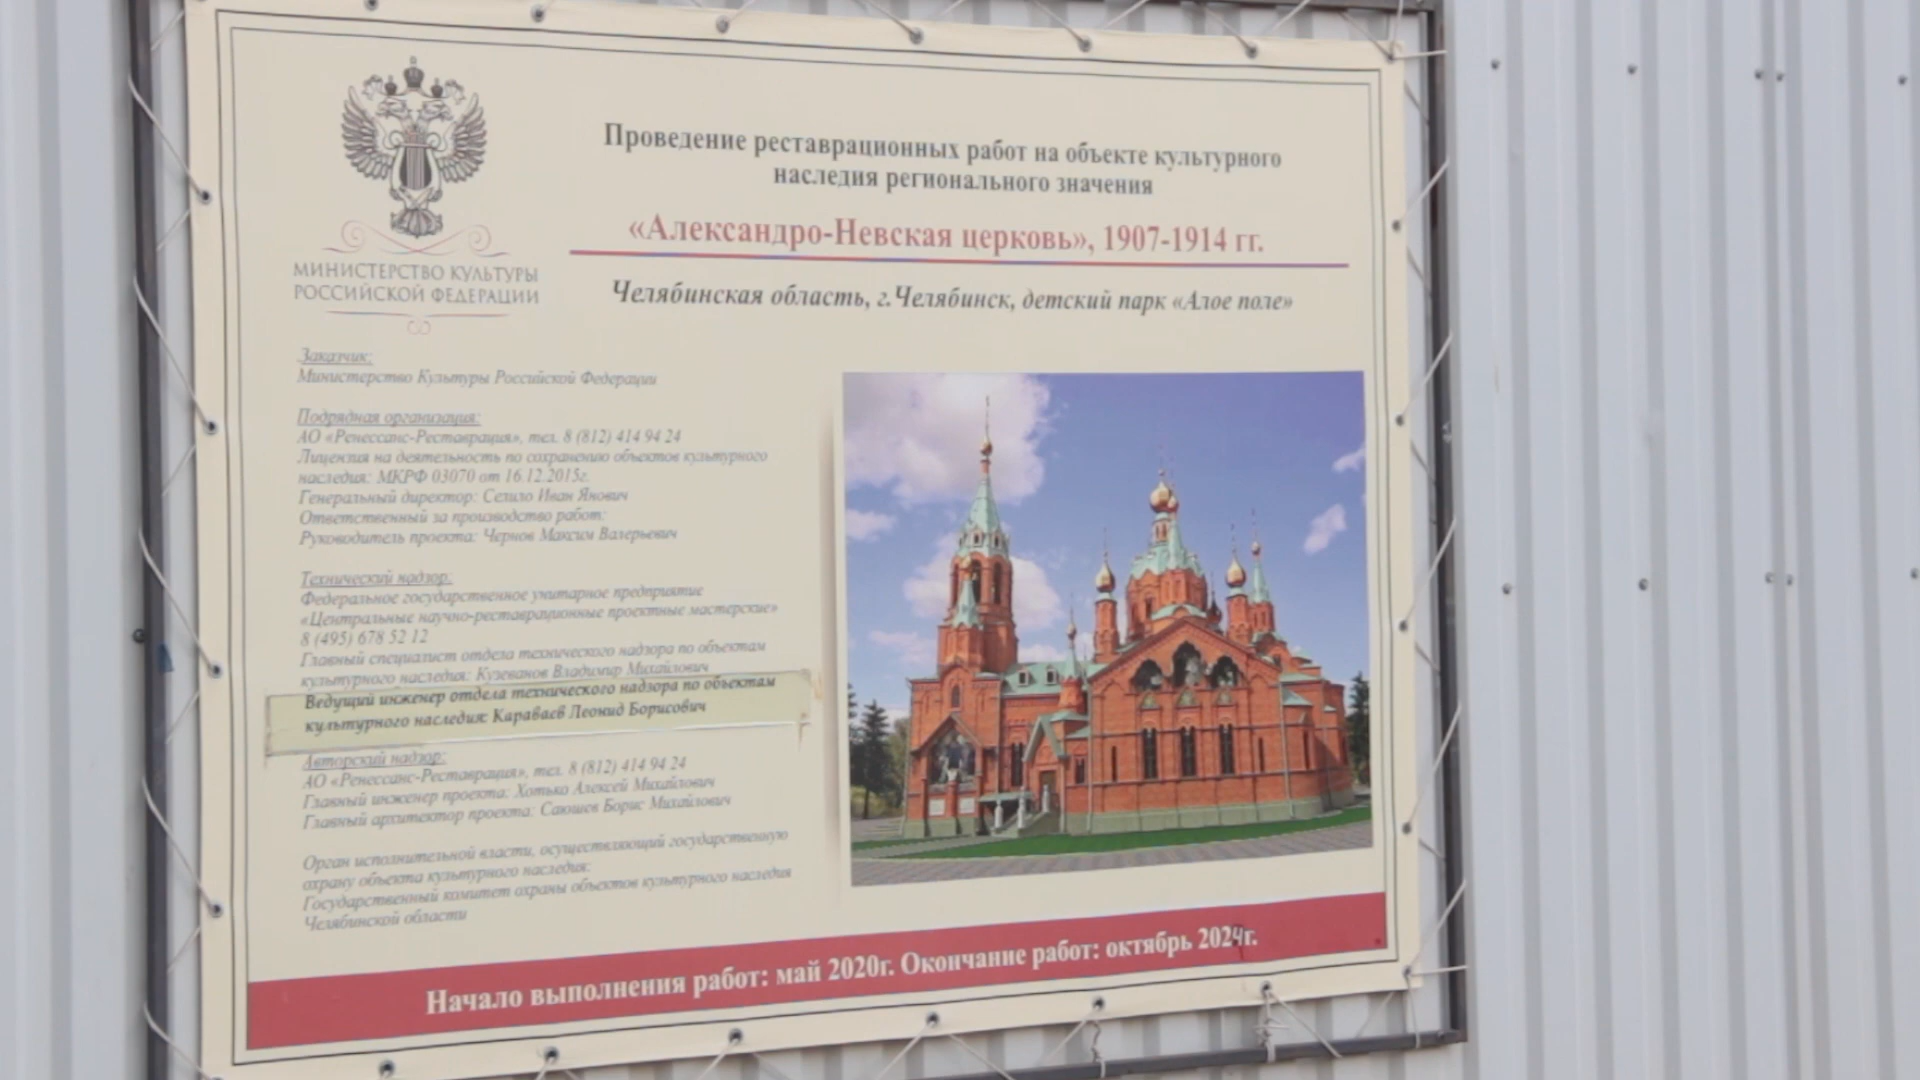 МИНИСТЕРСТВО КУЛЬТУРЫ
РОССИЙСКОЙ ФЕДЕРАЦИИ
Проведение реставрационных работ на объекте культурного
наследия регионального значения
«Александро-Невская церковь», 1907-1914 гг.
Челябинская область, г.Челябинск, детский парк «Алое поле»
Заказчик:
Министерство Культуры Российской Федерации
Подрядная организация:
АО «Ренессанс-Реставрация», тел. 8 (812) 414 94 24
Лицензия на деятельность по сохранению объектов культурного
наследия: МКРФ 03070 от 16.12.2015г.
Генеральный директор: Селило Иван Янович
Ответственный за производство работ:
Руководитель проекта: Чернов Максим Валерьевич
Технический надзор:
Федеральное государственное унитарное предприятие
«Центральные научно-реставрационные проектные мастерские»
8 (495) 678 52 12
Главный специалист отдела технического надзора по объектам
культурного наследия: Кузеванов Владимир Михайлович
Ведущий инженер отдела технического надзора по объектам
культурного наследия: Караваев Леонид Борисович
Авторский надзор:
АО «Ренессанс-Реставрация», тел. 8 (812) 414 94 24
Главный инженер проекта: Хотько Алексей Михайлович
Главный архитектор проекта: Саюшев Борис Михайлович
Орган исполнительной власти, осуществляющий государственную
охрану объекта культурного наследия:
Государственный комитет охраны объектов культурного наследия
Челябинской области
Начало выполнения работ: май 2020г. Окончание работ: октябрь 2024г.